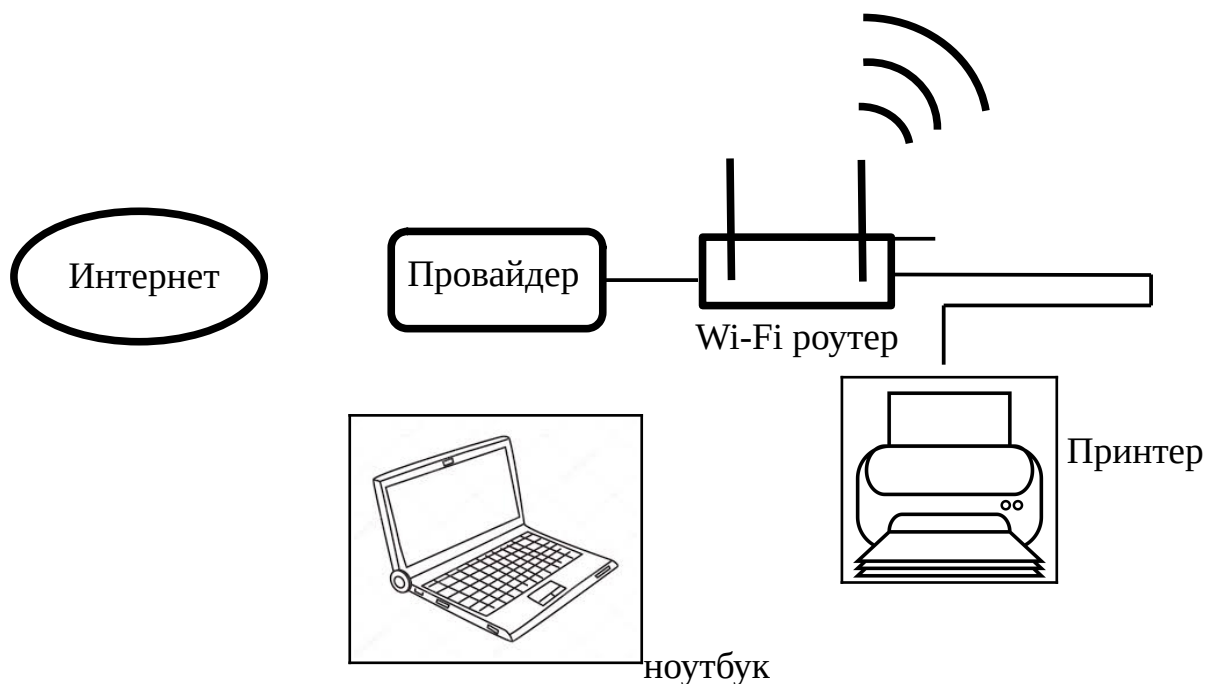 Интернет
Провайдер
Wi-Fi роутер
Принтер
ноутбук